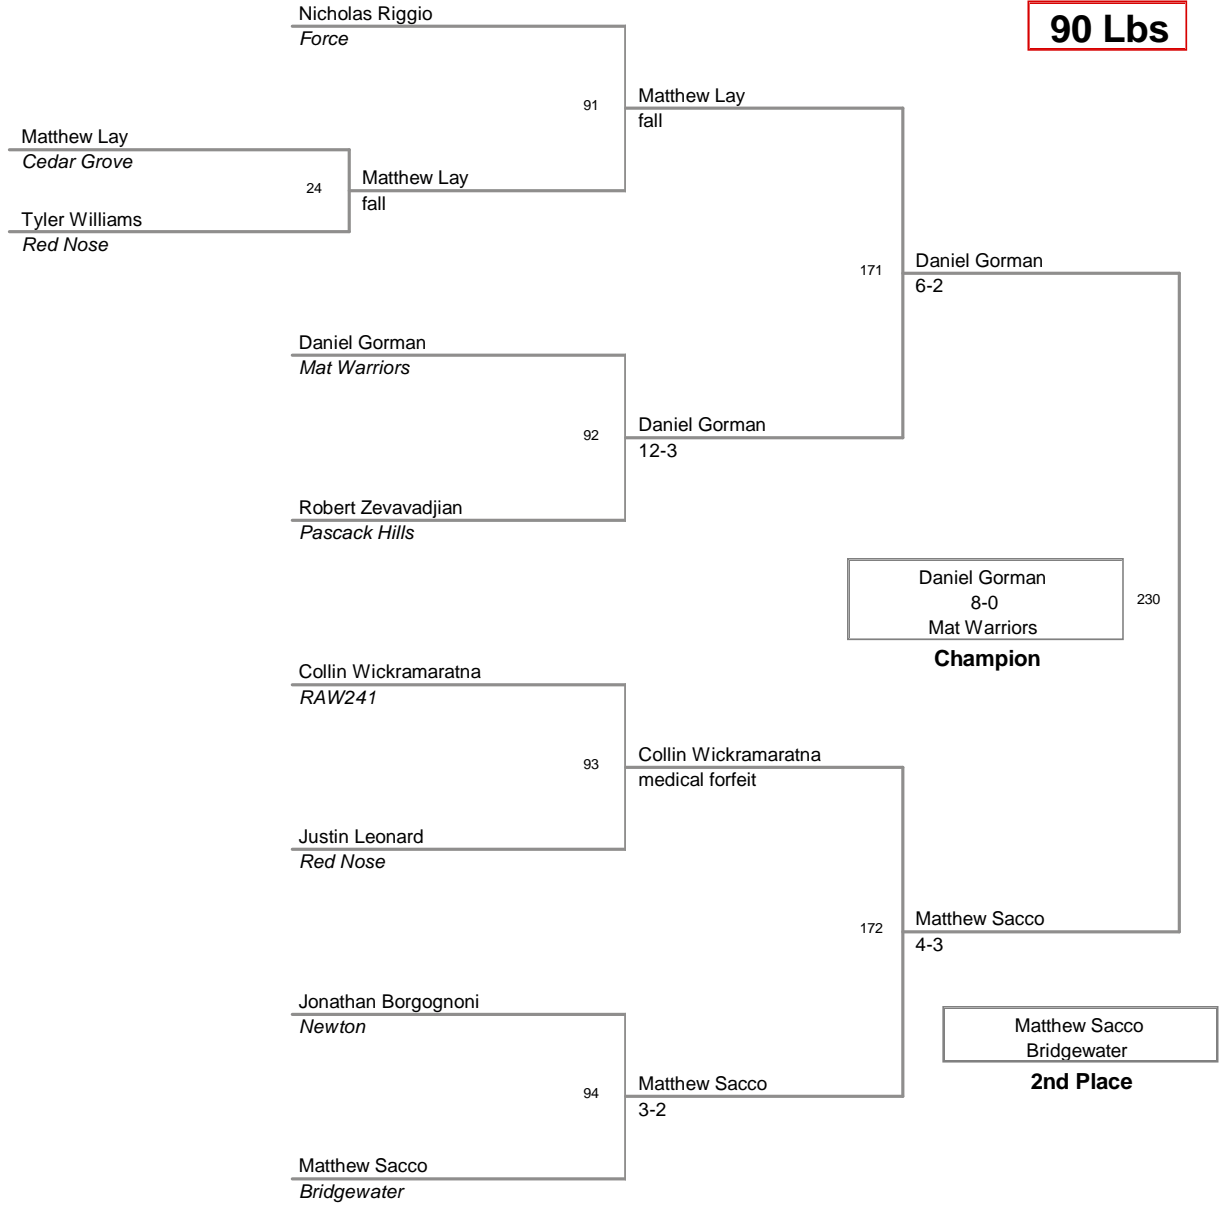 Nicholas Riggio
Force
90 Lbs
91
Matthew Lay
fall
Matthew Lay
Cedar Grove
24
Matthew Lay
fall
Tyler Williams
Red Nose
171
Daniel Gorman
6-2
Daniel Gorman
Mat Warriors
92
Daniel Gorman
12-3
Robert Zevavadjian
Pascack Hills
Daniel Gorman
8-0
Mat Warriors
230
Champion
Collin Wickramaratna
RAW241
93
Collin Wickramaratna
medical forfeit
Justin Leonard
Red Nose
172
Matthew Sacco
4-3
Jonathan Borgognoni
Newton
Matthew Sacco
Bridgewater
2nd Place
94
Matthew Sacco
3-2
Matthew Sacco
Bridgewater